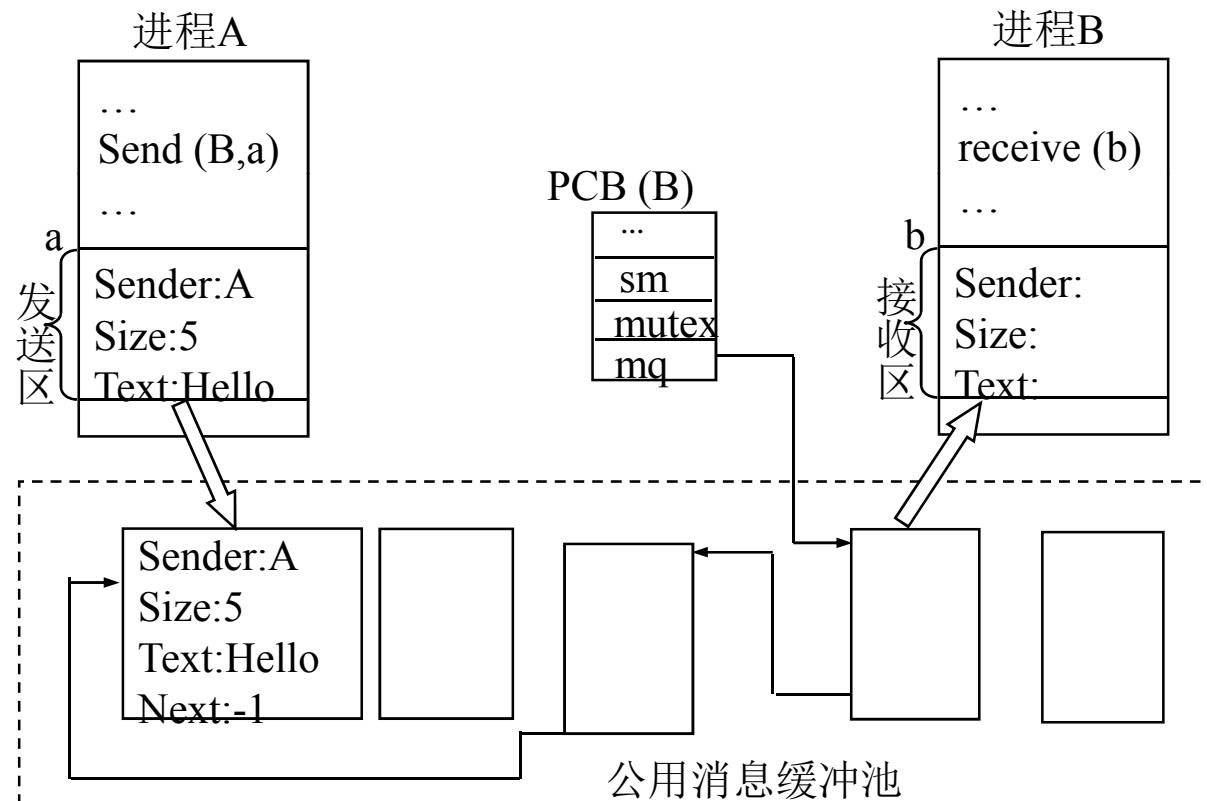 进程A
…
Send (B,a)
…
a
发送区
Sender:A
Size:5
Text:Hello
PCB (B)
...
sm
mutex
mq
进程B
…
receive (b)
…
b
接收区
Sender:
Size:
Text:
Sender:A
Size:5
Text:Hello
Next:-1
公用消息缓冲池